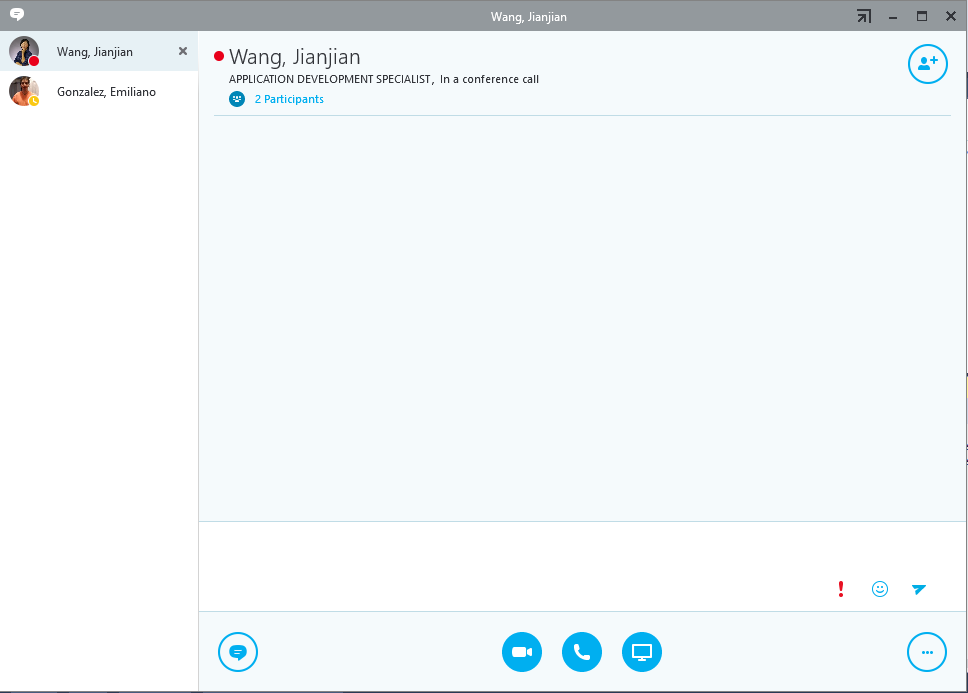 Wang, Jianjian
Wang, Jianjian
Gonzalez, Emiliano
Wang, Jianjian
APPLICATION DEVELOPMENT SPECIALIST, In a conference call
2 Participants